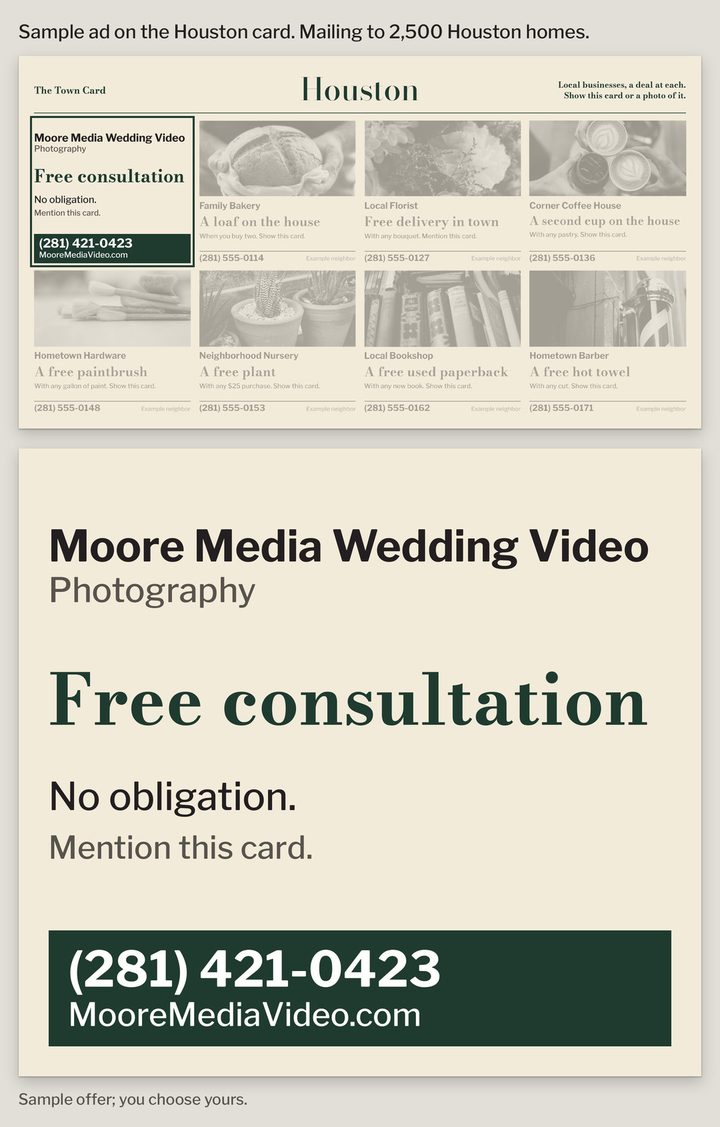 Sample ad on the Houston card. Mailing to 2,500 Houston homes.
The Town Card
Houston
Local businesses, a deal at each.
Show this card or a photo of it.
Moore Media Wedding Video
Photography
Free consultation
No obligation.
Mention this card.
(281) 421-0423
MooreMediaVideo.com
Family Bakery
A loaf on the house
When you buy two. Show this card.
(281) 555-0114
Example neighbor
Local Florist
Free delivery in town
With any bouquet. Mention this card.
(281) 555-0127
Example neighbor
Corner Coffee House
A second cup on the house
With any pastry. Show this card.
(281) 555-0136
Example neighbor
Hometown Hardware
A free paintbrush
With any gallon of paint. Show this card.
(281) 555-0148
Example neighbor
Neighborhood Nursery
A free plant
With any $25 purchase. Show this card.
(281) 555-0153
Example neighbor
Local Bookshop
A free used paperback
With any new book. Show this card.
(281) 555-0162
Example neighbor
Hometown Barber
A free hot towel
With any cut. Show this card.
(281) 555-0171
Example neighbor
Moore Media Wedding Video
Photography
Free consultation
No obligation.
Mention this card.
(281) 421-0423
MooreMediaVideo.com
Sample offer; you choose yours.